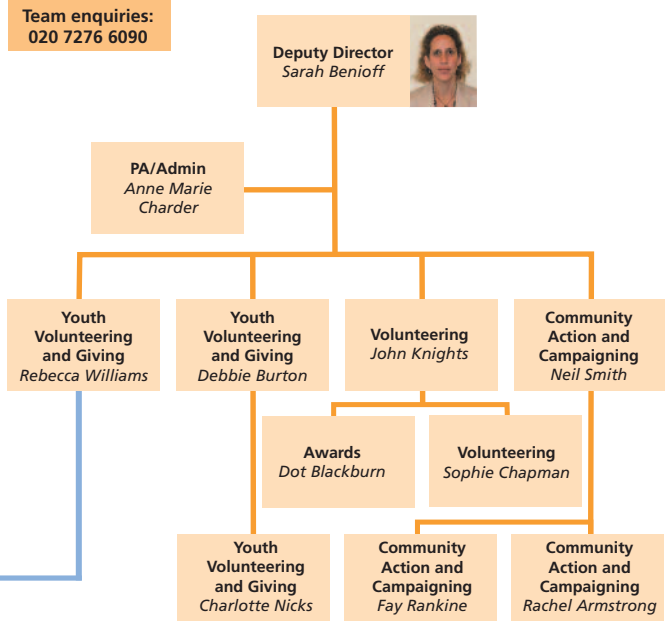 Team enquiries:
020 7276 6090
Deputy Director
Sarah Benioff
PA/Admin
Anne Marie
Charder
Youth
Volunteering
and Giving
Rebecca Williams
Youth
Volunteering
and Giving
Debbie Burton
Volunteering
John Knights
Community
Action and
Campaigning
Neil Smith
Awards
Dot Blackburn
Volunteering
Sophie Chapman
Youth
Volunteering
and Giving
Charlotte Nicks
Community
Action and
Campaigning
Fay Rankine
Community
Action and
Campaigning
Rachel Armstrong